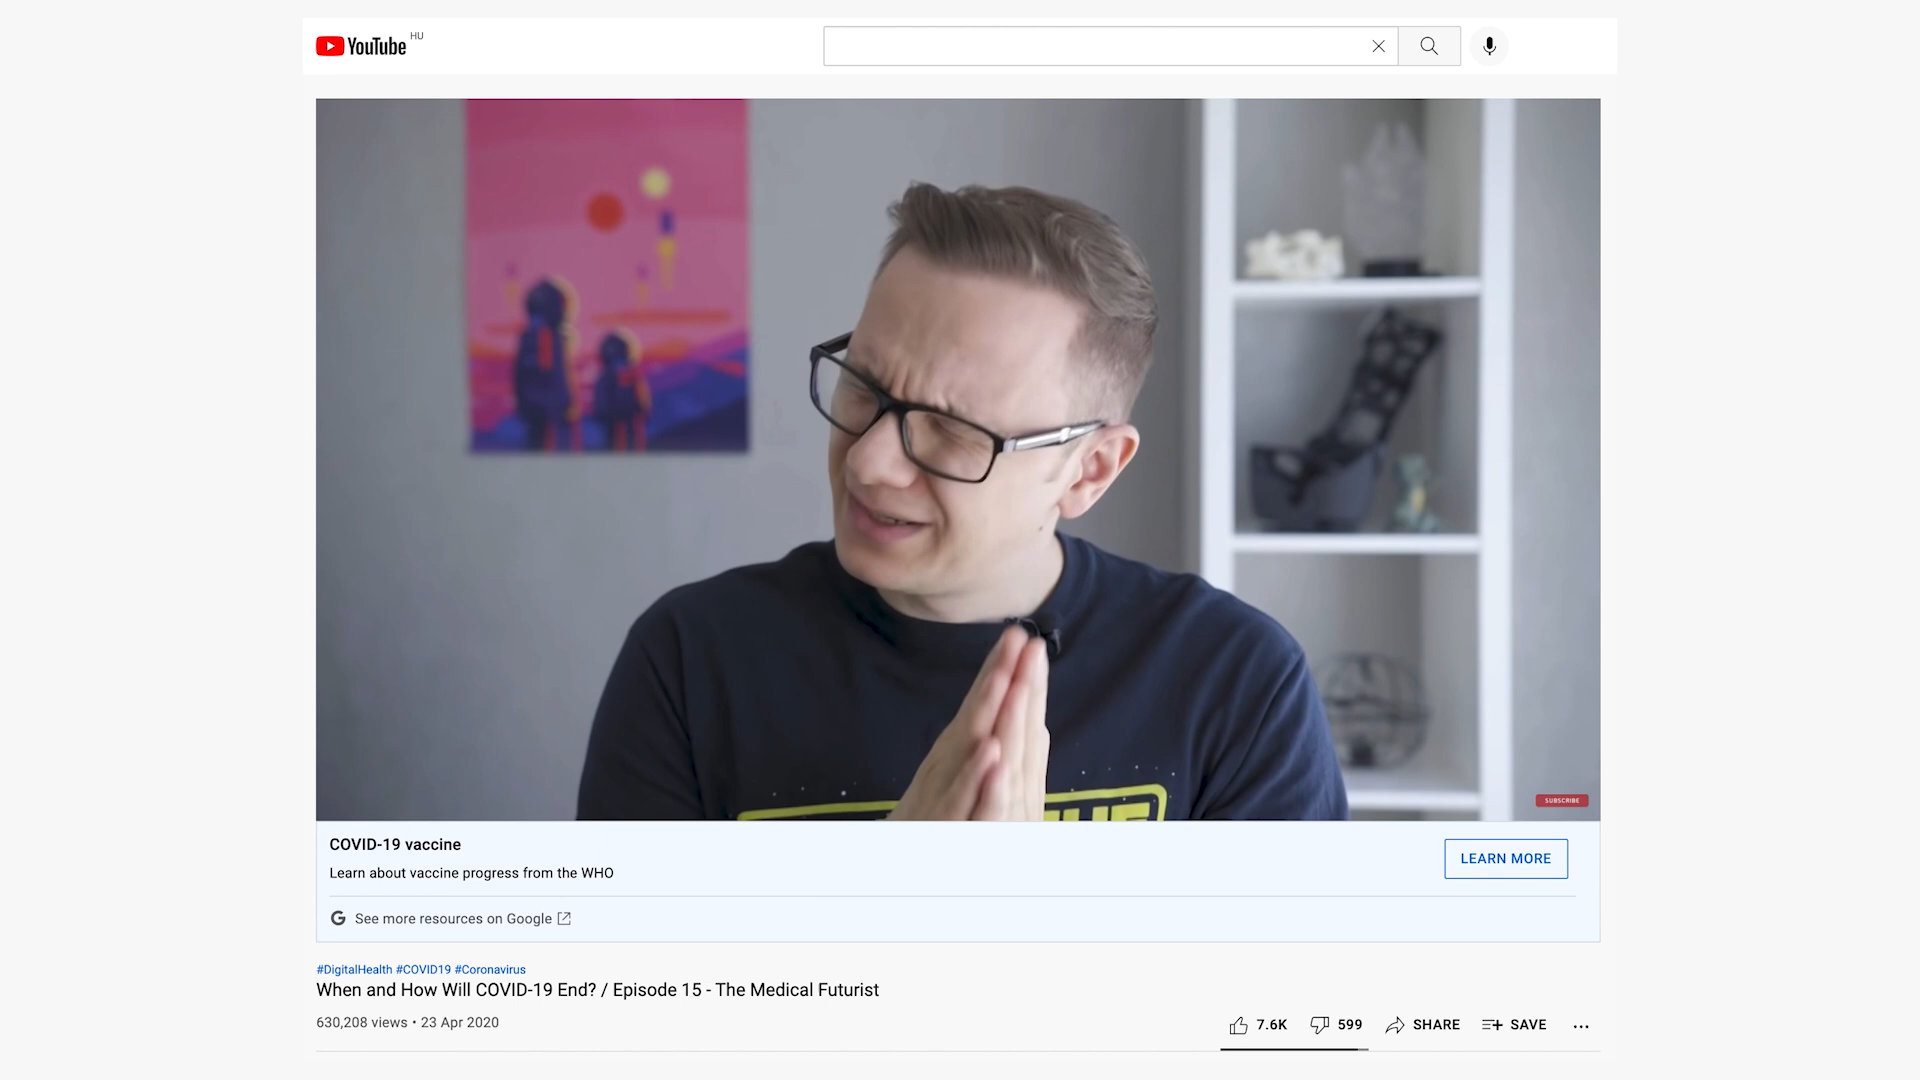 YouTube HU
SUBSCRIBE
COVID-19 vaccine
Learn about vaccine progress from the WHO
LEARN MORE
See more resources on Google
#DigitalHealth #COVID19 #Coronavirus
When and How Will COVID-19 End? / Episode 15 - The Medical Futurist
630,208 views • 23 Apr 2020
7.6K 599 SHARE SAVE